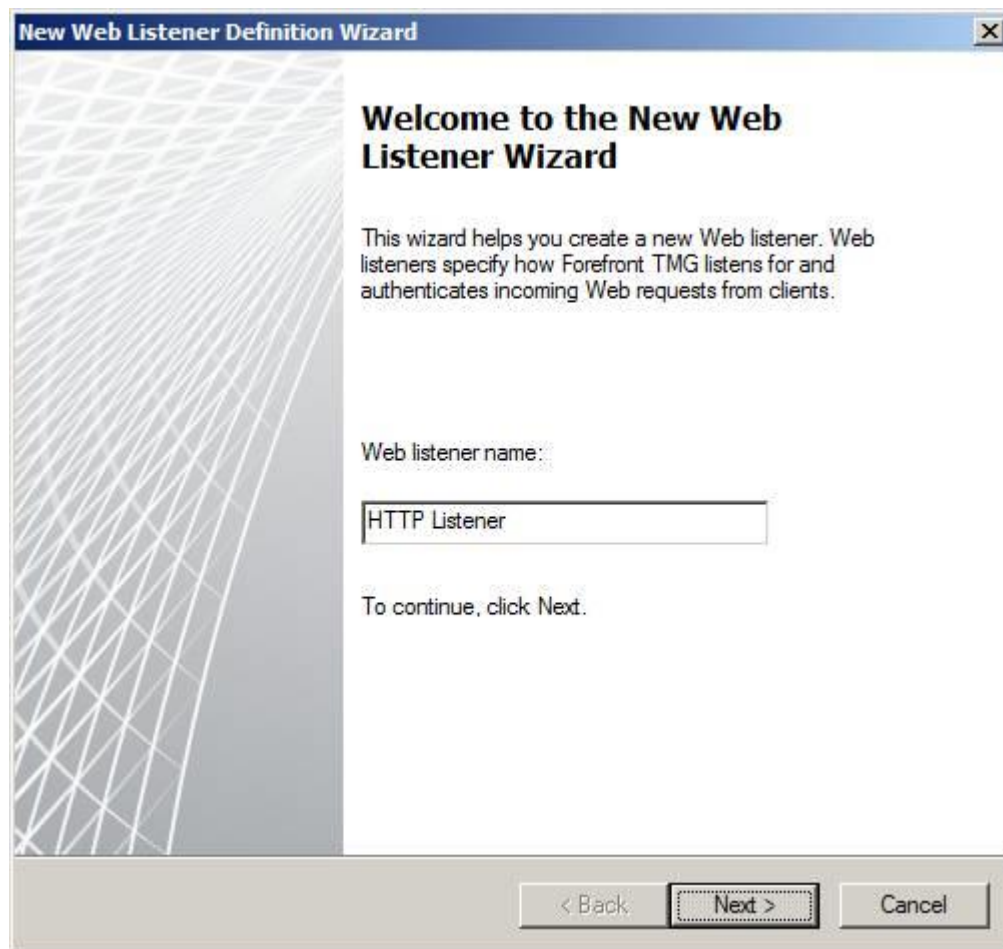 New Web Listener Definition Wizard
Welcome to the New Web
Listener Wizard
This wizard helps you create a new Web listener. Web
listeners specify how Forefront TMG listens for and
authenticates incoming Web requests from clients.
Web listener name:
HTTP Listener
To continue, click Next.
< Back
Next >
Cancel